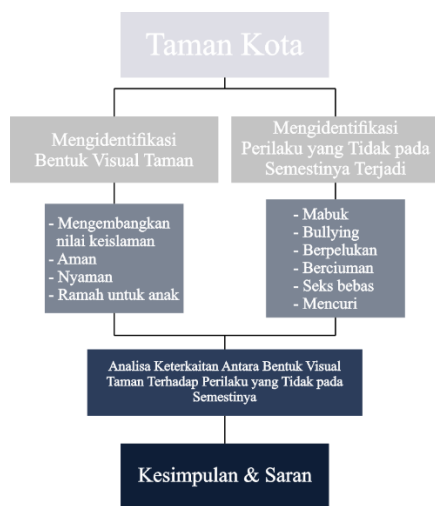 Taman Kota
Mengidentifikasi
Bentuk Visual Taman
Mengidentifikasi
Perilaku yang Tidak pada
Semestinya Terjadi
- Mengembangkan
nilai keislaman
- Aman
- Nyaman
- Ramah untuk anak
- Mabuk
- Bullying
- Berpelukan
- Berciuman
- Seks bebas
- Mencuri
Analisa Keterkaitan Antara Bentuk Visual
Taman Terhadap Perilaku yang Tidak pada
Semestinya
Kesimpulan & Saran